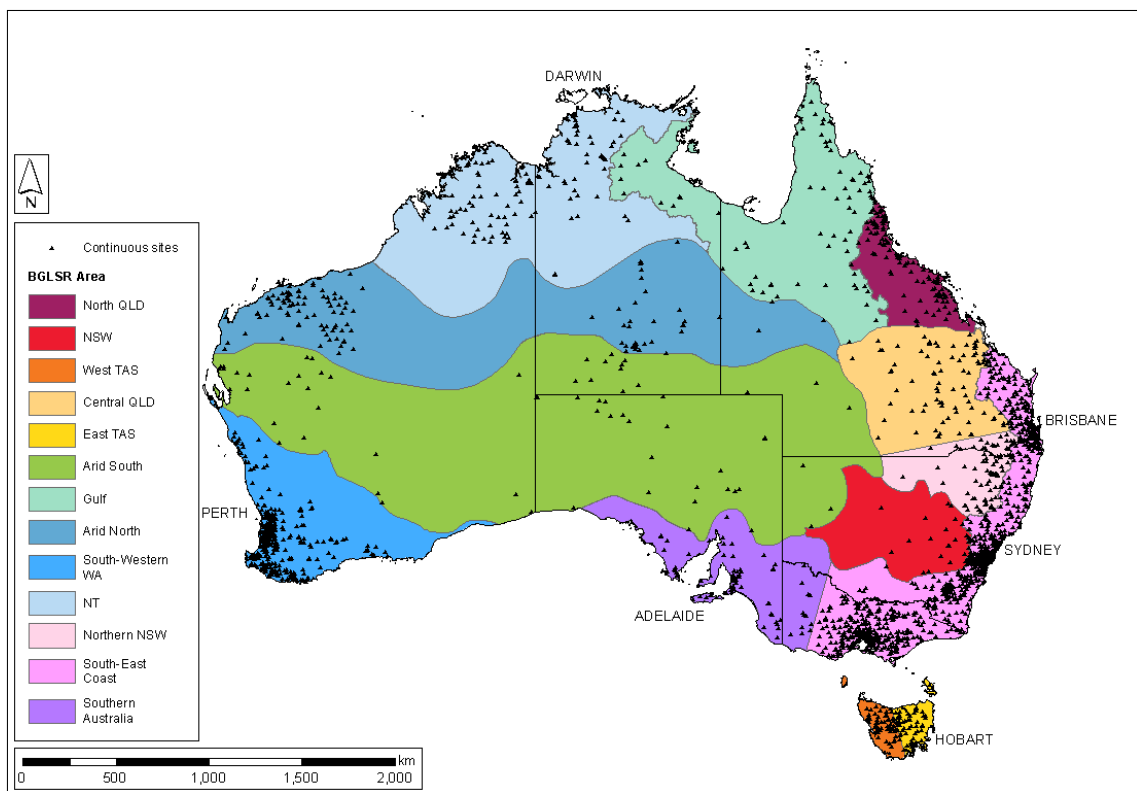 DARWIN
N
Continuous sites
BGLSR Area
North QLD
NSW
West TAS
Central QLD
East TAS
Arid South
Gulf
Arid North
South-Western
WA
NT
Northern NSW
South-East
Coast
Southern
Australia
BRISBANE
PERTH
SYDNEY
ADELAIDE
HOBART
km
0 500 1,000 1,500 2,000